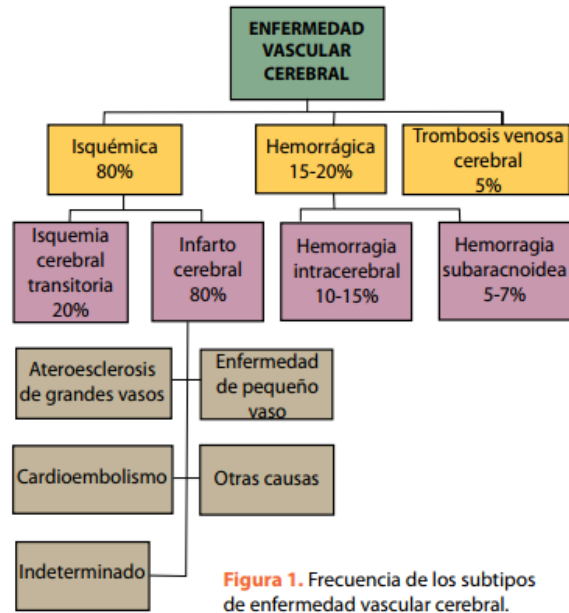 ENFERMEDAD
VASCULAR
CEREBRAL
Isquémica
80%
Hemorrágica
15-20%
Trombosis venosa
cerebral
5%
Isquemia
cerebral
transitoria
20%
Infarto
cerebral
80%
Hemorragia
intracerebral
10-15%
Hemorragia
subaracnoidea
5-7%
Ateroesclerosis
de grandes vasos
Enfermedad
de pequeño
vaso
Cardioembolismo
Otras causas
Indeterminado
Figura 1. Frecuencia de los subtipos
de enfermedad vascular cerebral.